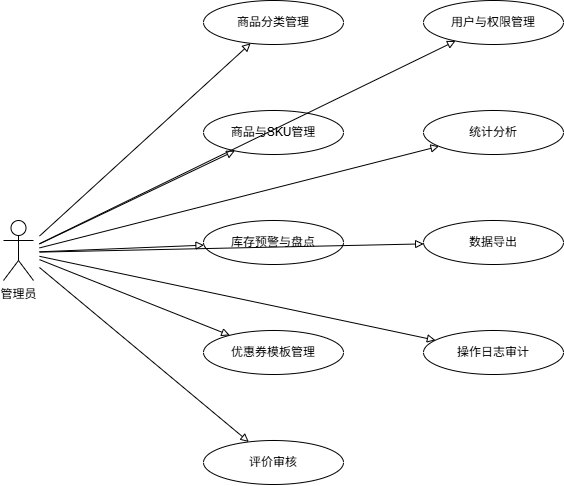 商品分类管理
用户与权限管理
商品与SKU管理
统计分析
库存预警与盘点
数据导出
管理员
优惠券模板管理
操作日志审计
评价审核